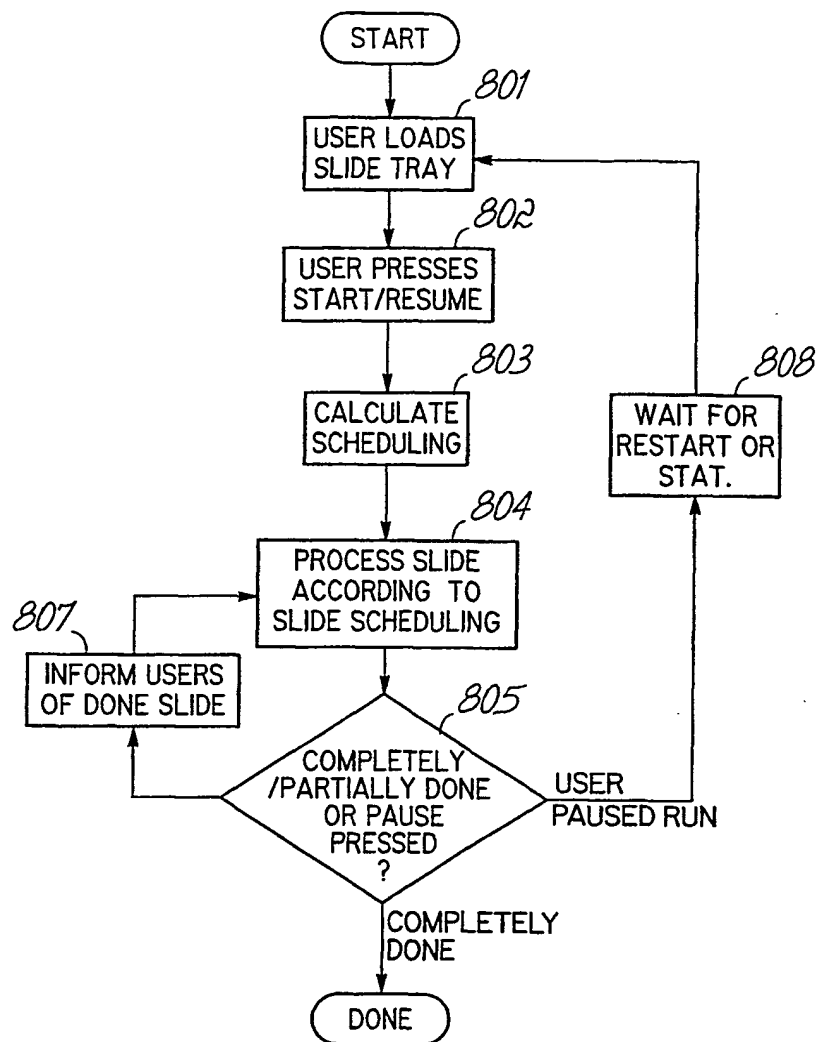 START
801
USER LOADS
SLIDE TRAY
802
USER PRESSES
START/RESUME
803
CALCULATE
SCHEDULING
808
WAIT FOR
RESTART OR
STAT.
804
PROCESS SLIDE
ACCORDING TO
SLIDE SCHEDULING
807
INFORM USERS
OF DONE SLIDE
805
COMPLETELY
/PARTIALLY DONE
OR PAUSE
PRESSED
?
USER
PAUSED RUN
COMPLETELY
DONE
DONE